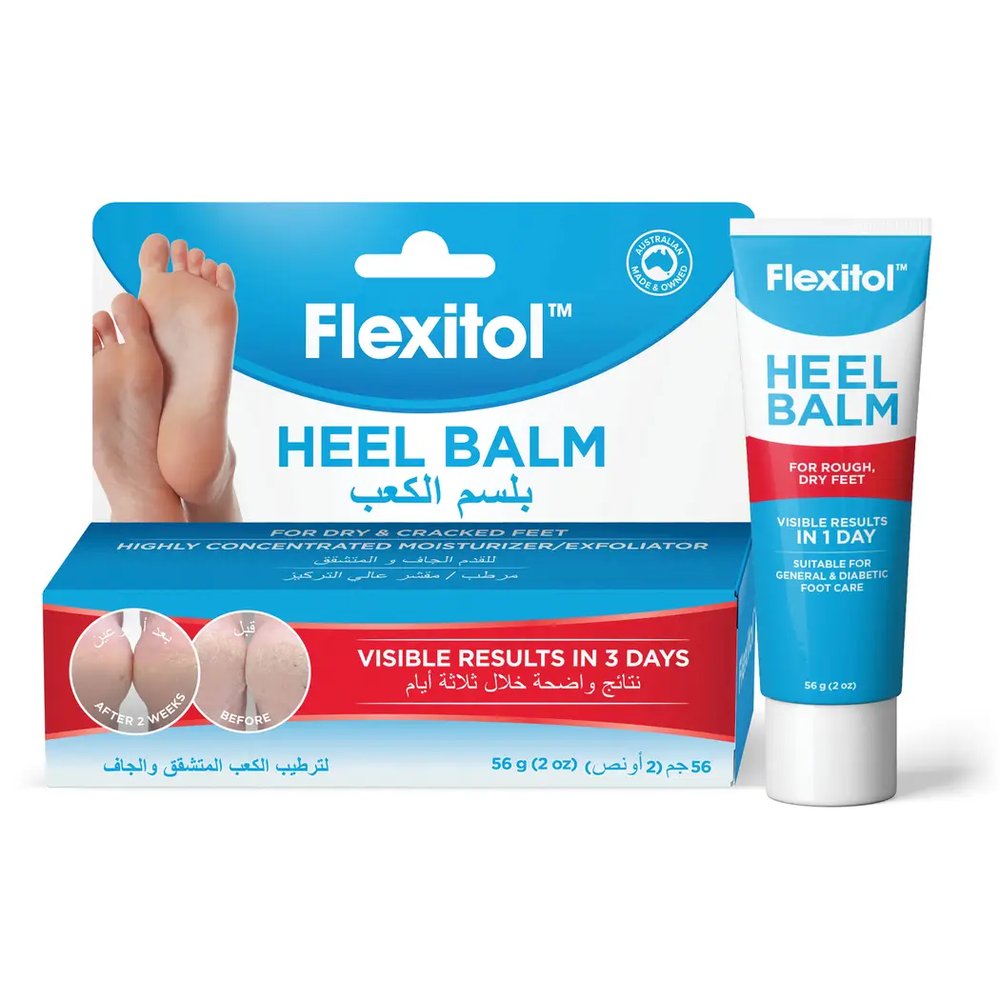 AUSTRALIAN
MADE & OWNED
Flexitol™
HEEL BALM
بلسم الكعب
FOR DRY & CRACKED FEET
HIGHLY CONCENTRATED MOISTURIZER/EXFOLIATOR
للقدم الجاف و المتشقق
مرطب / مقشر عالي التركيز
قبل
BEFORE
AFTER 2 WEEKS
VISIBLE RESULTS IN 3 DAYS
نتائج واضحة خلال ثلاثة أيام
لترطيب الكعب المتشقق والجاف
56 g (2 oz)
56 جم (2 أونص)
Flexitol™
HEEL
BALM
FOR ROUGH,
DRY FEET
VISIBLE RESULTS
IN 1 DAY
SUITABLE FOR
GENERAL & DIABETIC
FOOT CARE
56 g (2 oz)